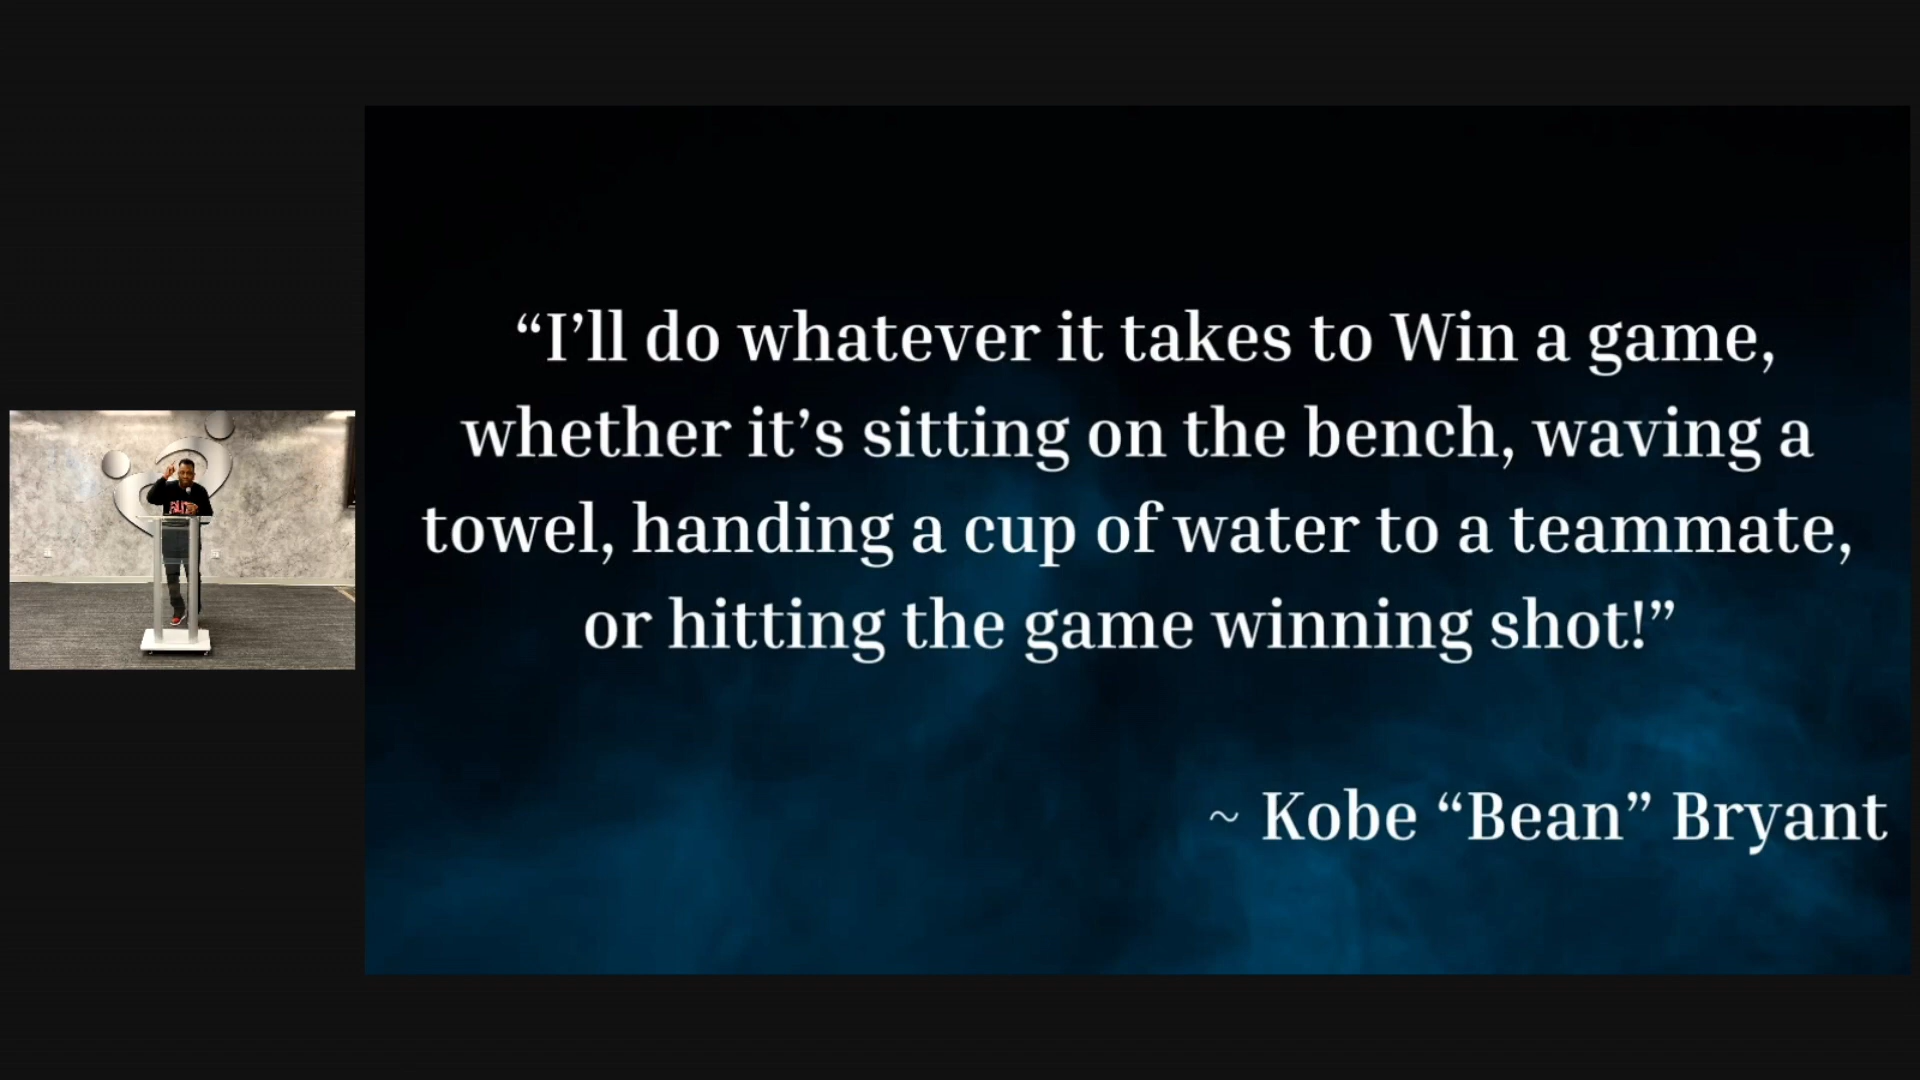 “I’ll do whatever it takes to Win a game,
whether it’s sitting on the bench, waving a
towel, handing a cup of water to a teammate,
or hitting the game winning shot!”
~ Kobe “Bean” Bryant